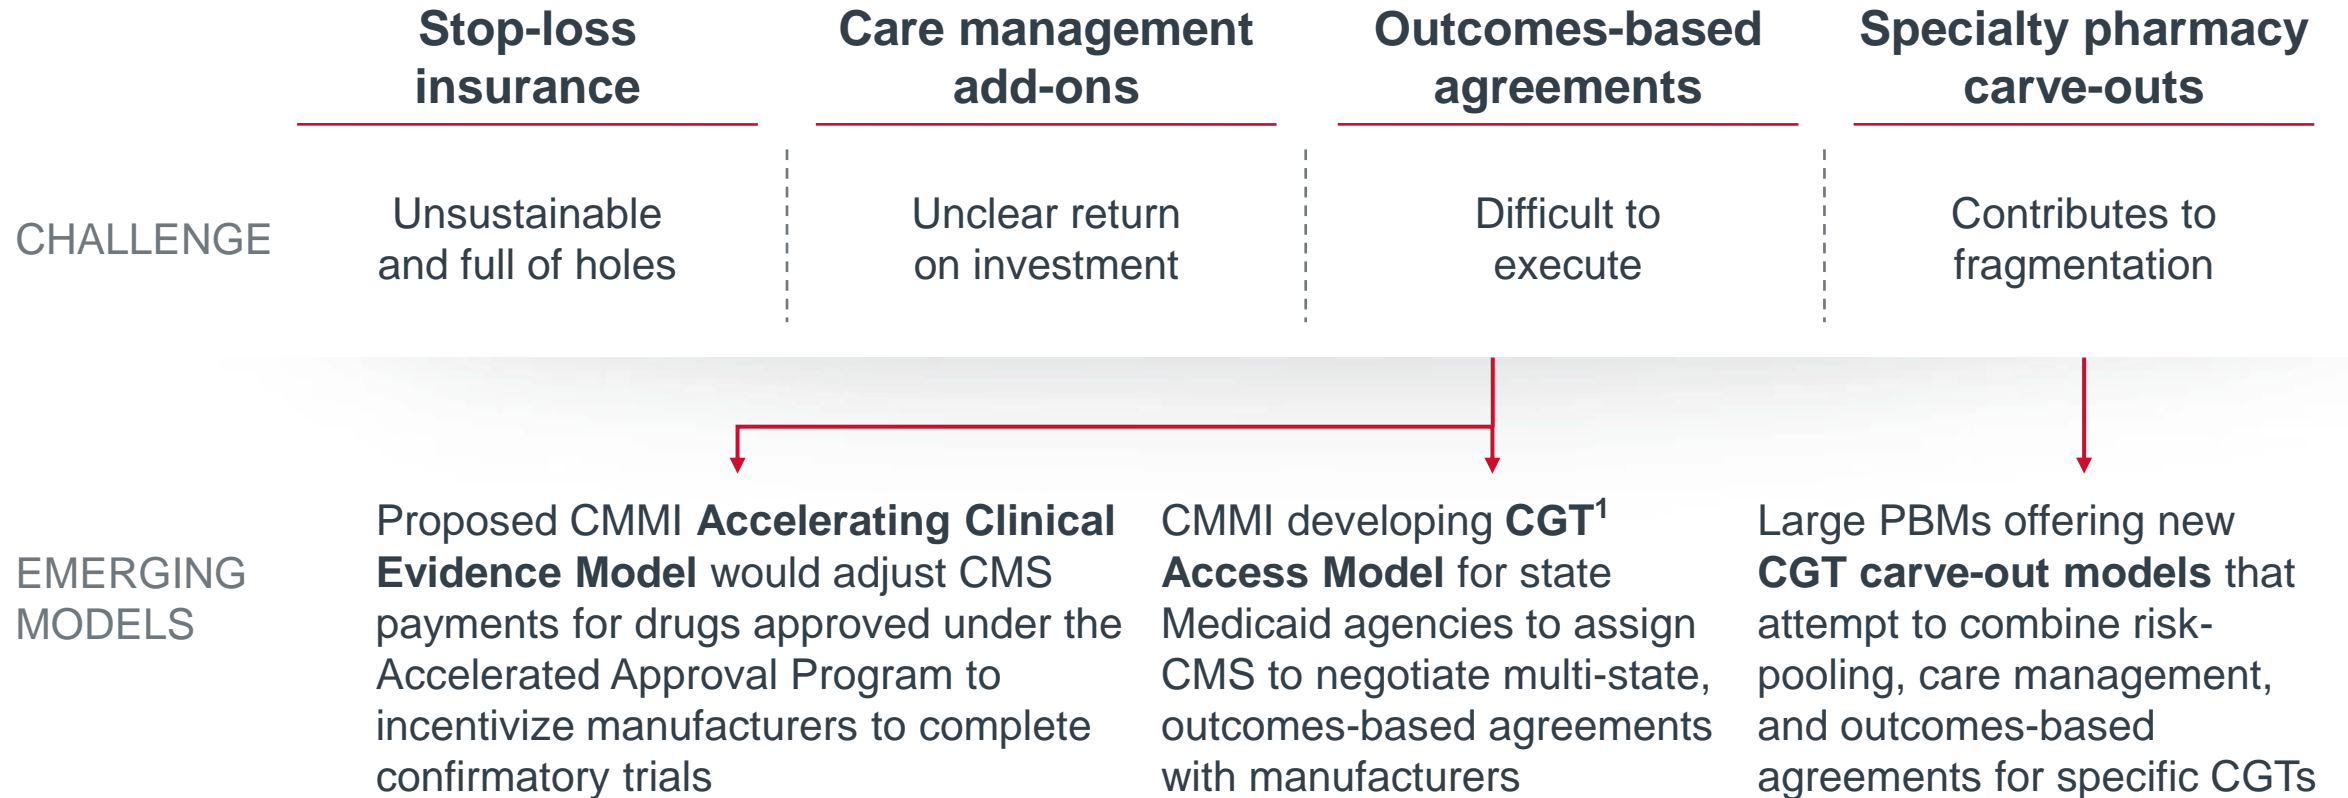 Stop-loss
insurance
Care management
add-ons
Outcomes-based
agreements
Specialty pharmacy
carve-outs
CHALLENGE
Unsustainable
and full of holes
Unclear return
on investment
Difficult to
execute
Contributes to
fragmentation
EMERGING
MODELS
Proposed CMMI Accelerating Clinical
Evidence Model would adjust CMS
payments for drugs approved under the
Accelerated Approval Program to
incentivize manufacturers to complete
confirmatory trials
CMMI developing CGT¹
Access Model for state
Medicaid agencies to assign
CMS to negotiate multi-state,
outcomes-based agreements
with manufacturers
Large PBMs offering new
CGT carve-out models that
attempt to combine risk-
pooling, care management,
and outcomes-based
agreements for specific CGTs